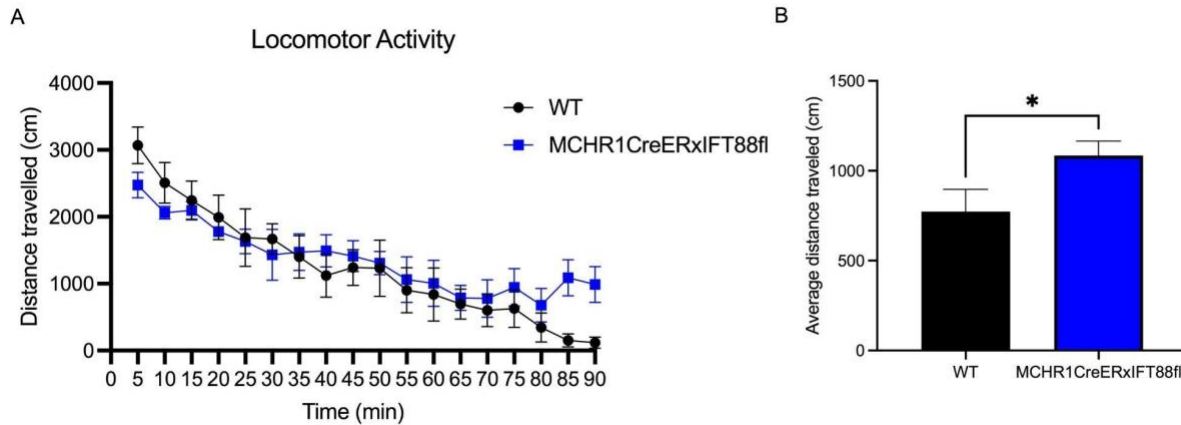 A
Locomotor Activity
Distance travelled (cm)
4000
3000
2000
1000
0
0 5 10 15 20 25 30 35 40 45 50 55 60 65 70 75 80 85 90
Time (min)
WT
MCHR1CreERxIFT88fl
B
Average distance traveled (cm)
1500
1000
500
0
*
WT MCHR1CreERxIFT88fl